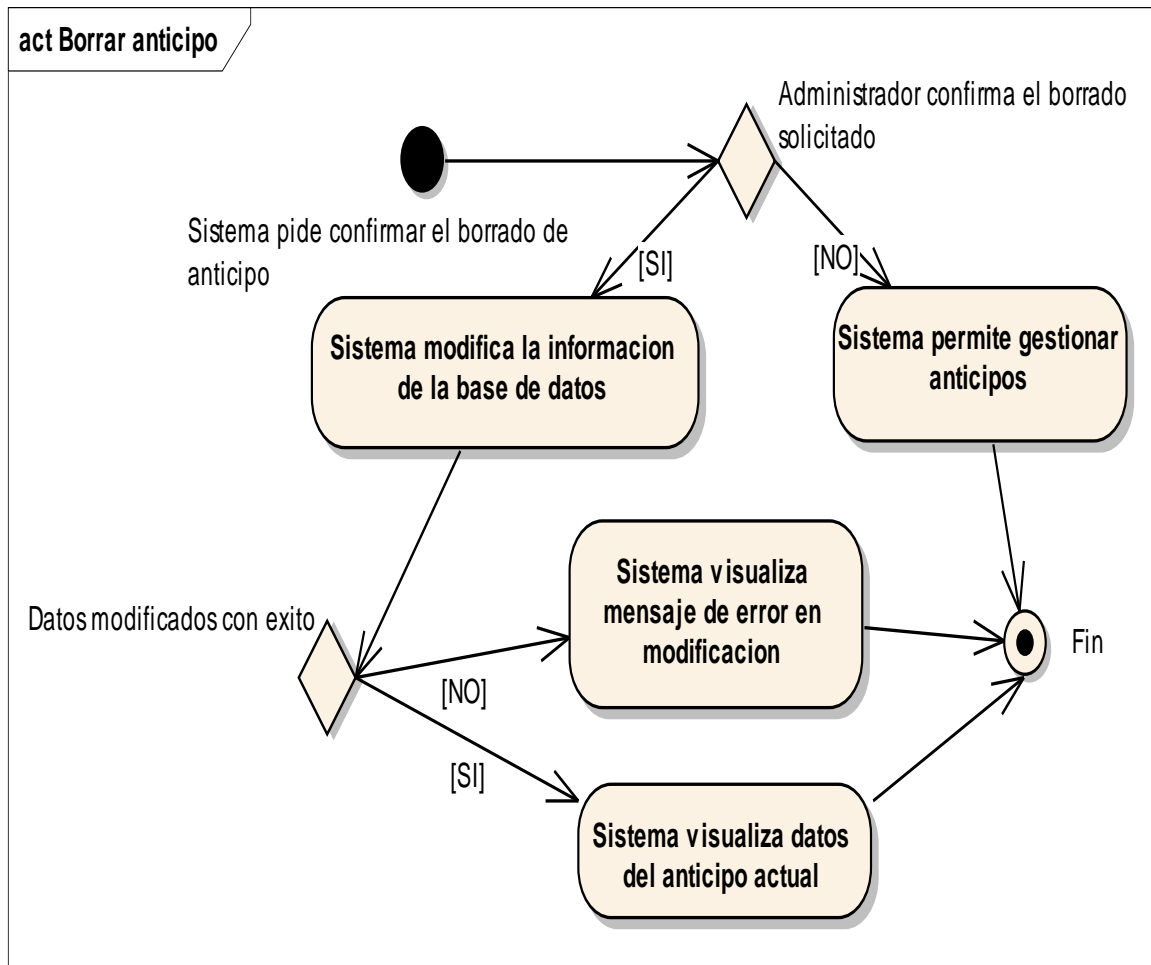 act Borrar anticipo
Administrador confirma el borrado
solicitado
Sistema pide confirmar el borrado de
anticipo
[SI]
[NO]
Sistema modifica la informacion
de la base de datos
Sistema permite gestionar
anticipos
Sistema visualiza
mensaje de error en
modificacion
Datos modificados con exito
Fin
[NO]
[SI]
Sistema visualiza datos
del anticipo actual